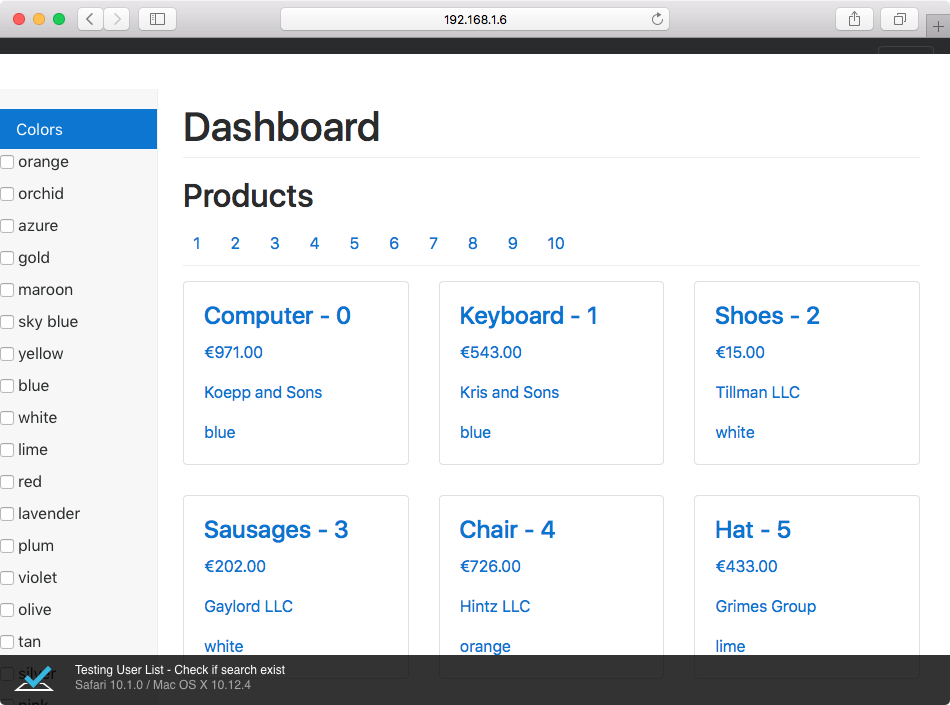 192.168.1.6
Colors
orange
orchid
azure
gold
maroon
sky blue
yellow
blue
white
lime
red
lavender
plum
violet
olive
tan
silver
pink
Dashboard
Products
1 2 3 4 5 6 7 8 9 10
Computer - 0
€971.00
Koepp and Sons
blue
Keyboard - 1
€543.00
Kris and Sons
blue
Shoes - 2
€15.00
Tillman LLC
white
Sausages - 3
€202.00
Gaylord LLC
white
Chair - 4
€726.00
Hintz LLC
orange
Hat - 5
€433.00
Grimes Group
lime
Testing User List - Check if search exist
Safari 10.1.0 / Mac OS X 10.12.4